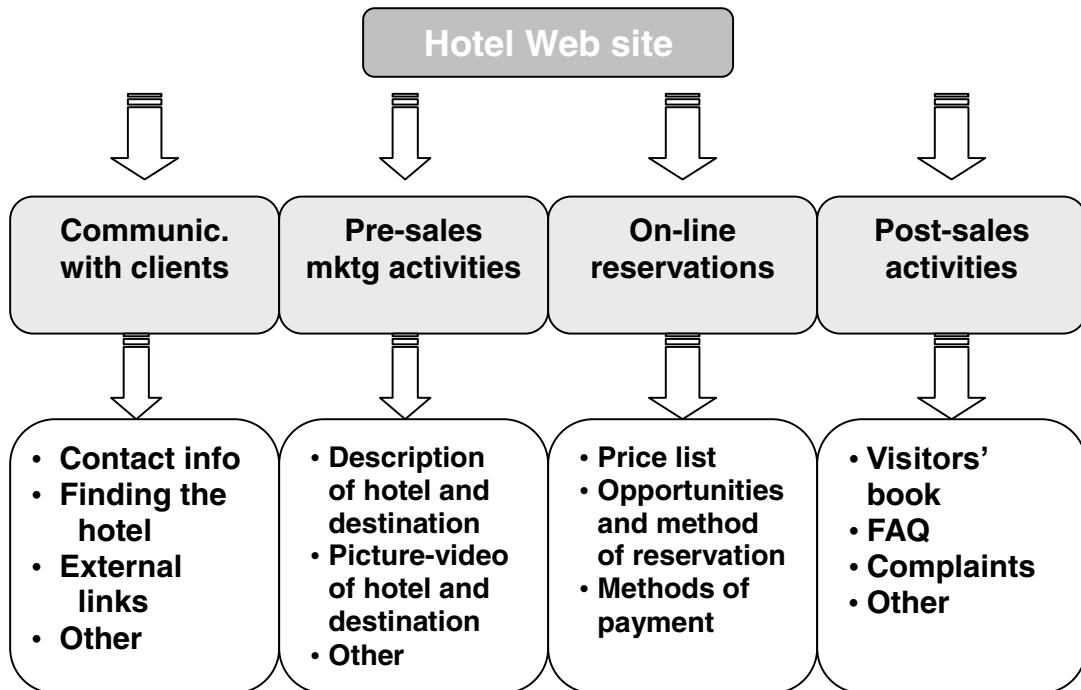 Hotel Web site
Communic.
with clients
Pre-sales
mktg activities
On-line
reservations
Post-sales
activities
• Contact info
• Finding the
hotel
• External
links
• Other
• Description
of hotel and
destination
• Picture-video
of hotel and
destination
• Other
• Price list
• Opportunities
and method
of reservation
• Methods of
payment
• Visitors’
book
• FAQ
• Complaints
• Other